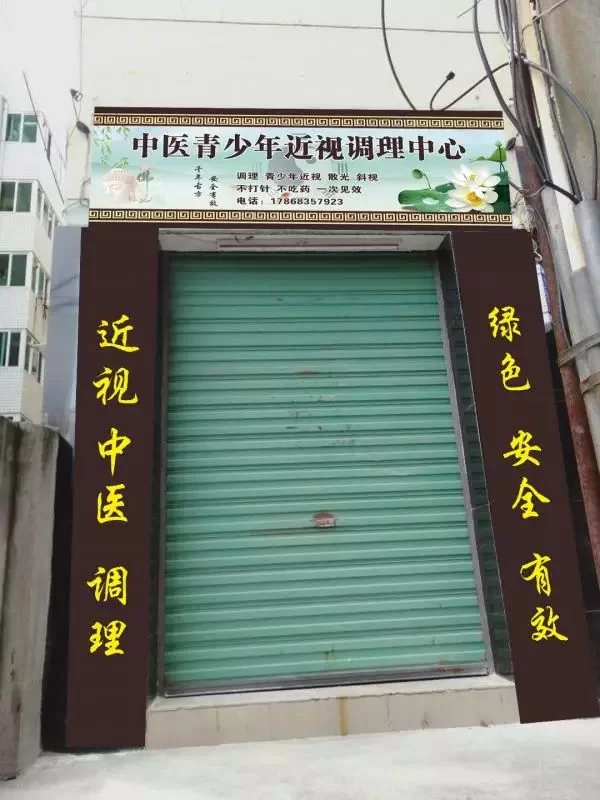 中医青少年近视调理中心
佛
千年古方
安全有效
调理 青少年近视 散光 斜视
不打针 不吃药 一次见效
电话：17868357923
近视中医 调理
绿色 安全 有效